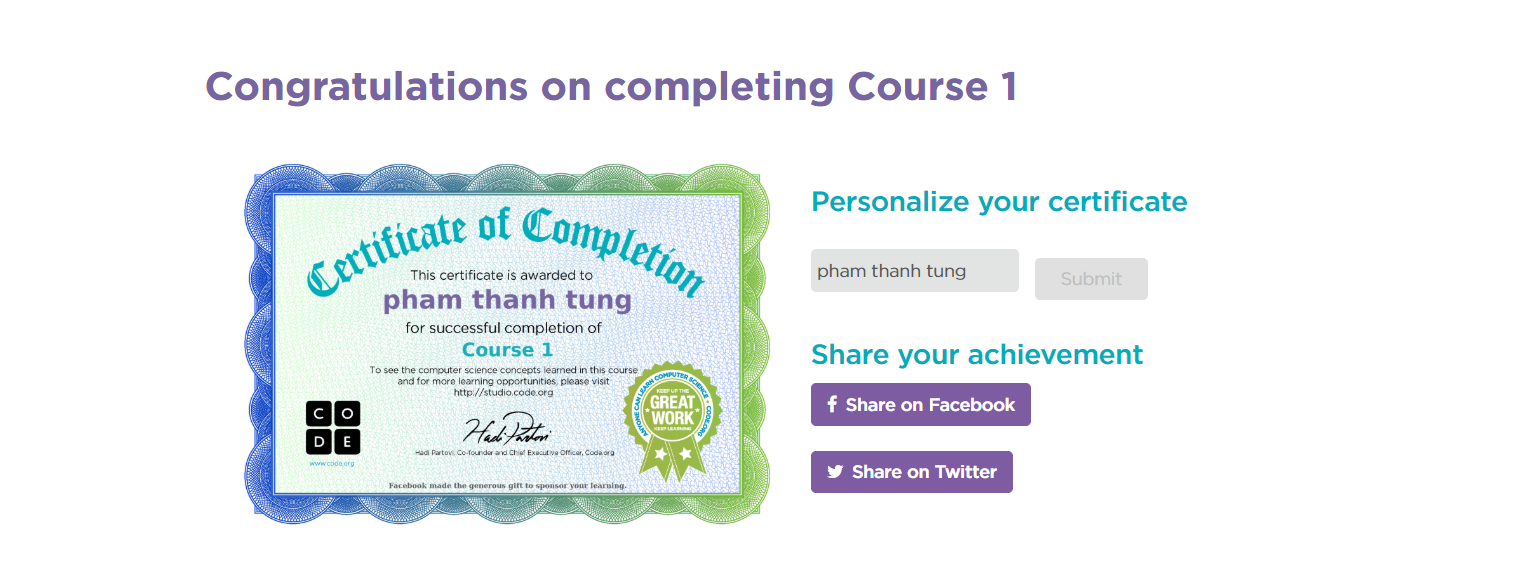 Congratulations on completing Course 1
Certificate of Completion
This certificate is awarded to
pham thanh tung
for successful completion of
Course 1
To see the computer science concepts learned in this course
and for more learning opportunities, please visit
http://studio.code.org
C O
D E
www.code.org
Hadi Partovi
Hadi Partovi, Co-founder and Chief Executive Officer, Code.org
ANYONE CAN LEARN COMPUTER SCIENCE • CODE.ORG
KEEP UP THE
GREAT
WORK
KEEP LEARNING
Facebook made the generous gift to sponsor your learning.
Personalize your certificate
pham thanh tung
Submit
Share your achievement
Share on Facebook
Share on Twitter